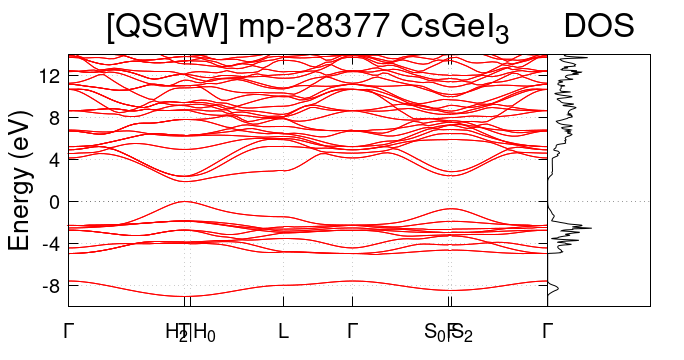 [QSGW] mp-28377 CsGeI3 DOS
Energy (eV)
12
8
4
0
-4
-8
Γ H2|T|H0 L Γ S0|F|S2 Γ